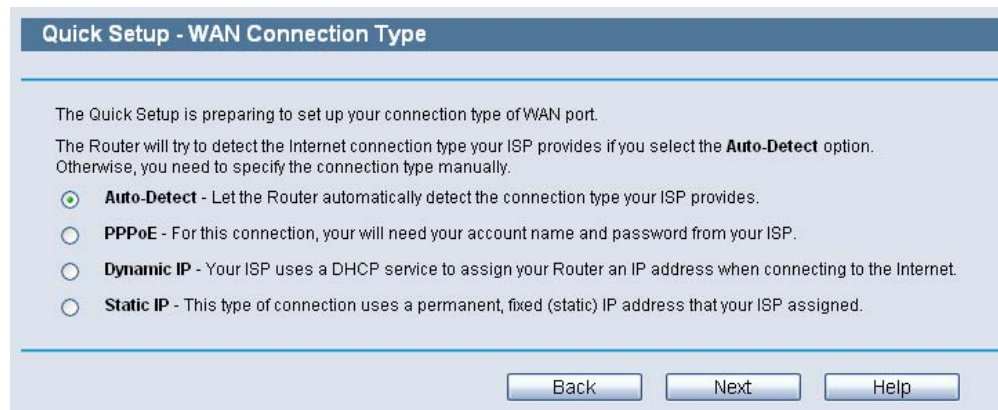 Quick Setup - WAN Connection Type
The Quick Setup is preparing to set up your connection type of WAN port.
The Router will try to detect the Internet connection type your ISP provides if you select the Auto-Detect option.
Otherwise, you need to specify the connection type manually.
Auto-Detect - Let the Router automatically detect the connection type your ISP provides.
PPPoE - For this connection, your will need your account name and password from your ISP.
Dynamic IP - Your ISP uses a DHCP service to assign your Router an IP address when connecting to the Internet.
Static IP - This type of connection uses a permanent, fixed (static) IP address that your ISP assigned.
Back Next Help